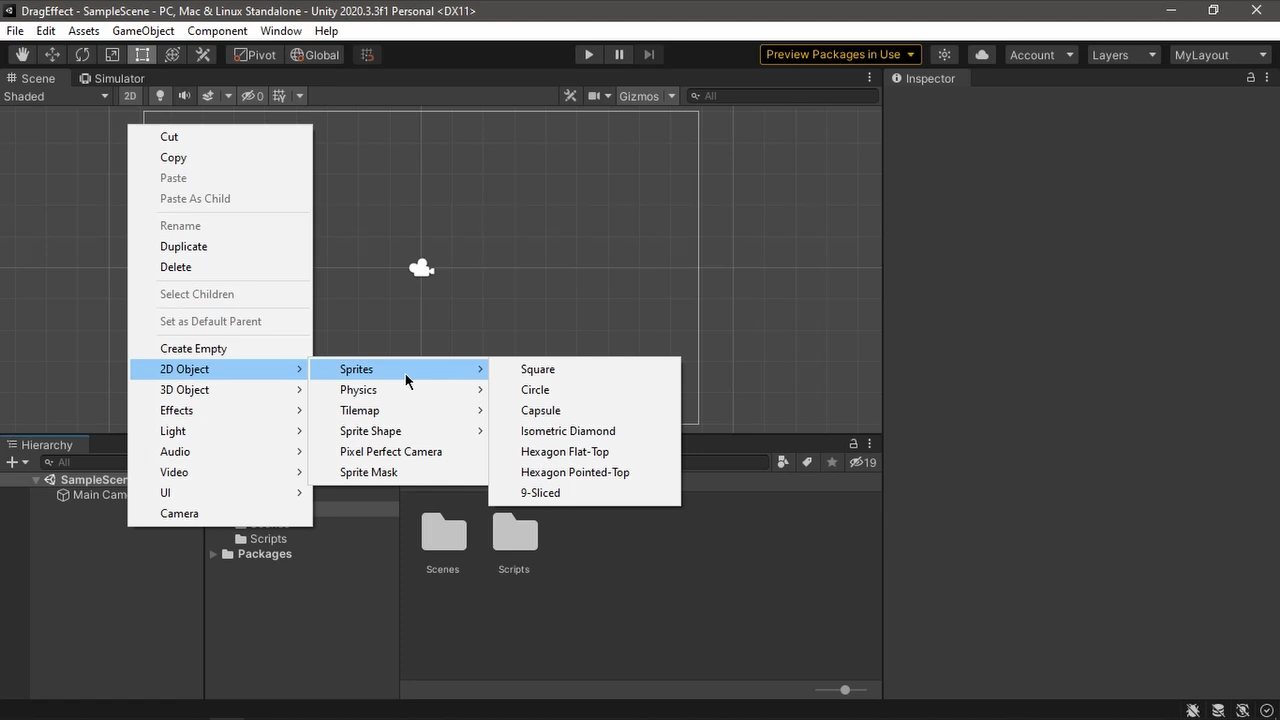 DragEffect - SampleScene - PC, Mac & Linux Standalone - Unity 2020.3.3f1 Personal <DX11>
File Edit Assets GameObject Component Window Help
Pivot Global Preview Packages in Use Account Layers MyLayout
Scene Simulator Inspector
Shaded 2D 0 Gizmos All
Cut
Copy
Paste
Paste As Child
Rename
Duplicate
Delete
Select Children
Set as Default Parent
Create Empty
2D Object
3D Object
Effects
Light
Audio
Video
UI
Camera
Sprites
Physics
Tilemap
Sprite Shape
Pixel Perfect Camera
Sprite Mask
Square
Circle
Capsule
Isometric Diamond
Hexagon Flat-Top
Hexagon Pointed-Top
9-Sliced
Hierarchy
All 19
SampleScen
Main Cam
Scripts
Packages
Scenes Scripts